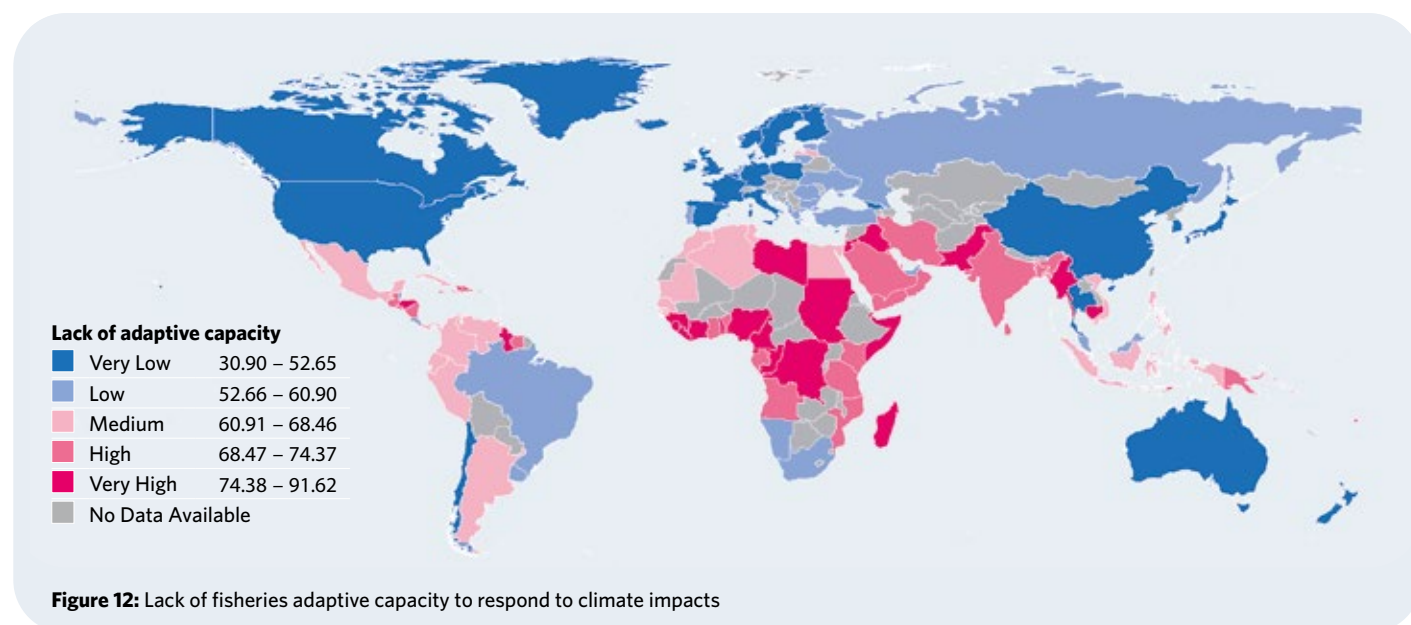 Lack of adaptive capacity
Very Low 30.90 – 52.65
Low 52.66 – 60.90
Medium 60.91 – 68.46
High 68.47 – 74.37
Very High 74.38 – 91.62
No Data Available
Figure 12: Lack of fisheries adaptive capacity to respond to climate impacts